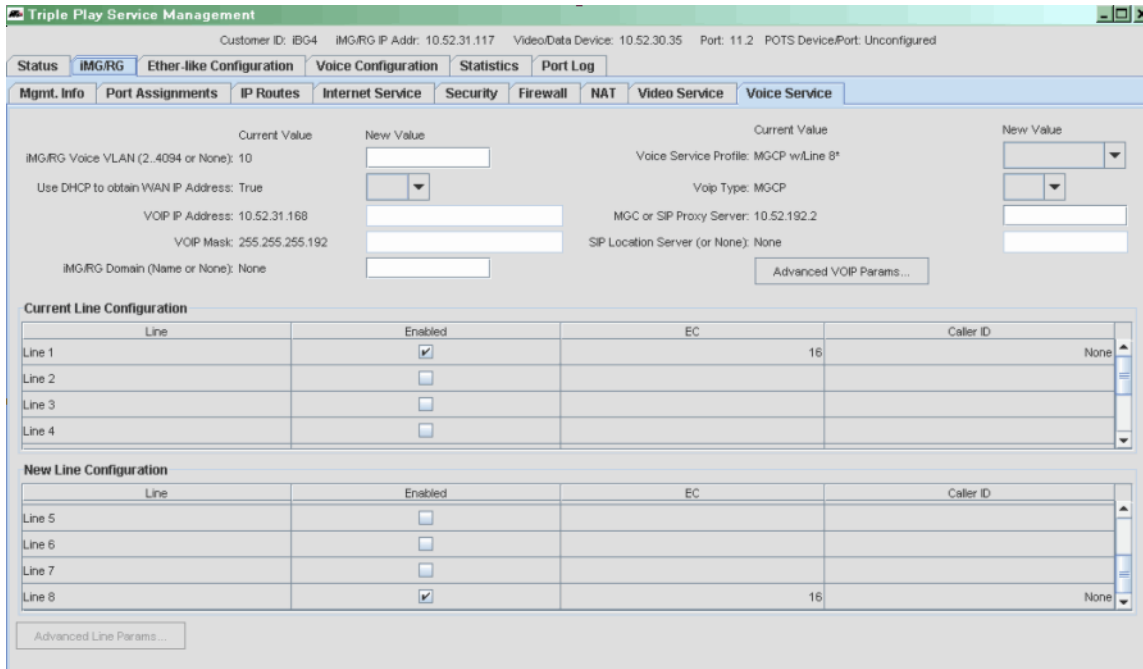 Triple Play Service Management
Customer ID: iBG4 iMG/RG IP Addr: 10.52.31.117 Video/Data Device: 10.52.30.35 Port: 11.2 POTS Device/Port: Unconfigured
Status iMG/RG Ether-like Configuration Voice Configuration Statistics Port Log
Mgmt. Info Port Assignments IP Routes Internet Service Security Firewall NAT Video Service Voice Service
Current Value New Value Current Value New Value
iMG/RG Voice VLAN (2..4094 or None): 10 Voice Service Profile: MGCP w/Line 8*
Use DHCP to obtain WAN IP Address: True Voip Type: MGCP
VOIP IP Address: 10.52.31.168 MGC or SIP Proxy Server: 10.52.192.2
VOIP Mask: 255.255.255.192 SIP Location Server (or None): None
iMG/RG Domain (Name or None): None Advanced VOIP Params...
Current Line Configuration
Line Enabled EC Caller ID
Line 1 16 None
Line 2
Line 3
Line 4
New Line Configuration
Line Enabled EC Caller ID
Line 5
Line 6
Line 7
Line 8 16 None
Advanced Line Params...